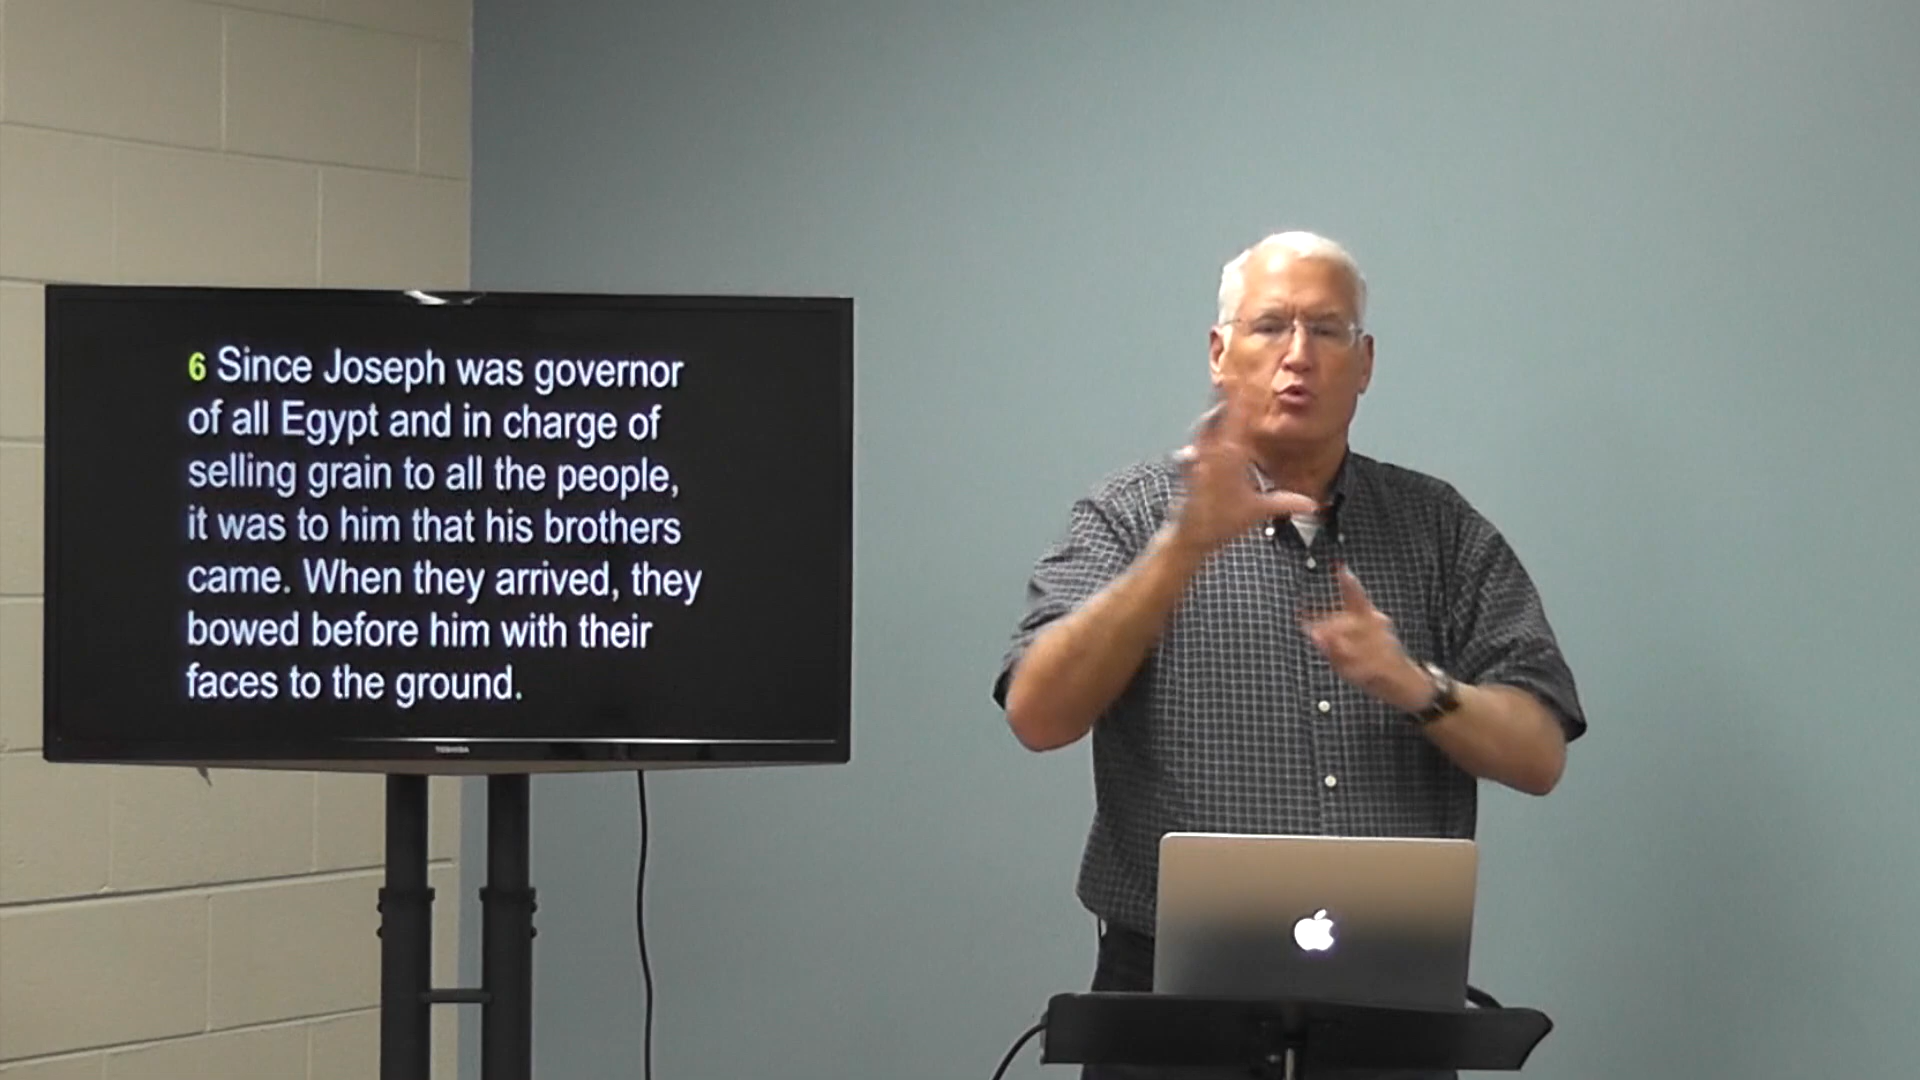 6 Since Joseph was governor
of all Egypt and in charge of
selling grain to all the people,
it was to him that his brothers
came. When they arrived, they
bowed before him with their
faces to the ground.
TOSHIBA